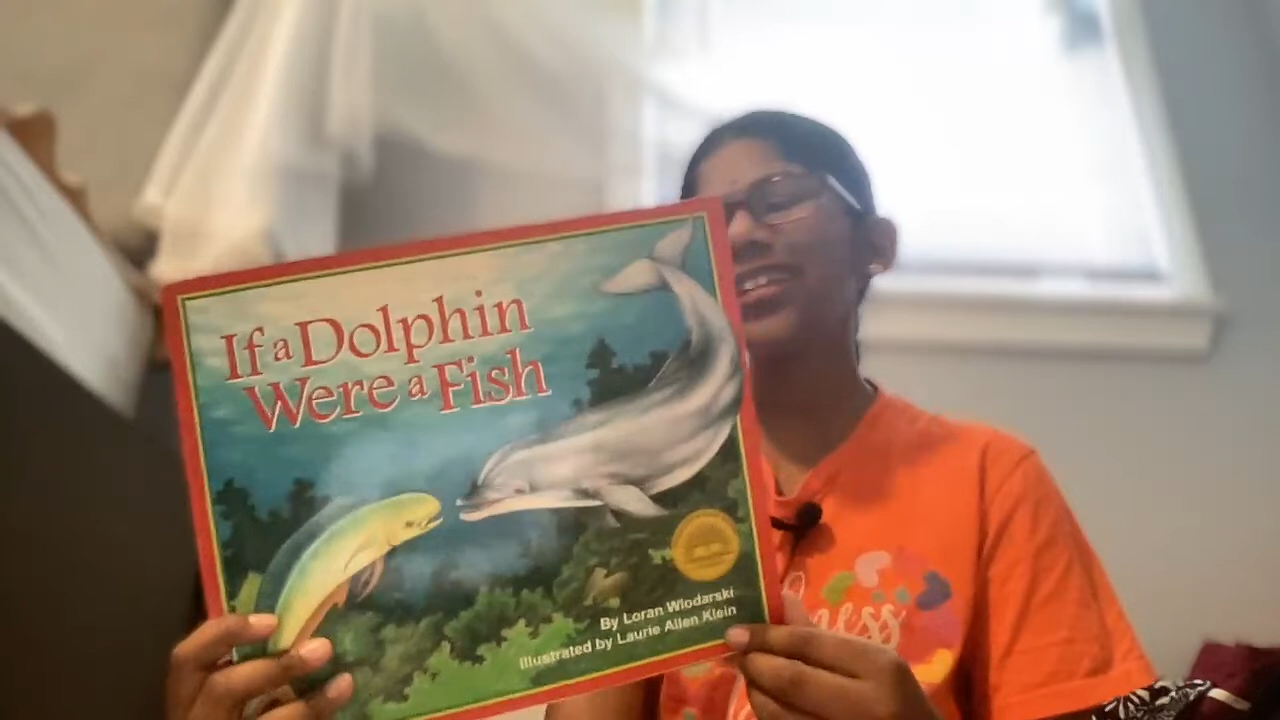 If a Dolphin
Were a Fish
By Loran Wlodarski
Illustrated by Laurie Allen Klein